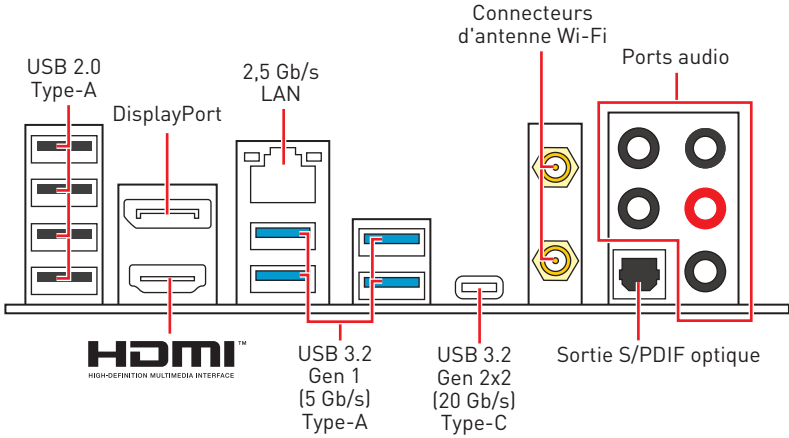 Connecteurs
d'antenne Wi-Fi
USB 2.0
Type-A
2,5 Gb/s
LAN
Ports audio
DisplayPort
HDMI™
HIGH-DEFINITION MULTIMEDIA INTERFACE
USB 3.2
Gen 1
(5 Gb/s)
Type-A
USB 3.2
Gen 2x2
(20 Gb/s)
Type-C
Sortie S/PDIF optique